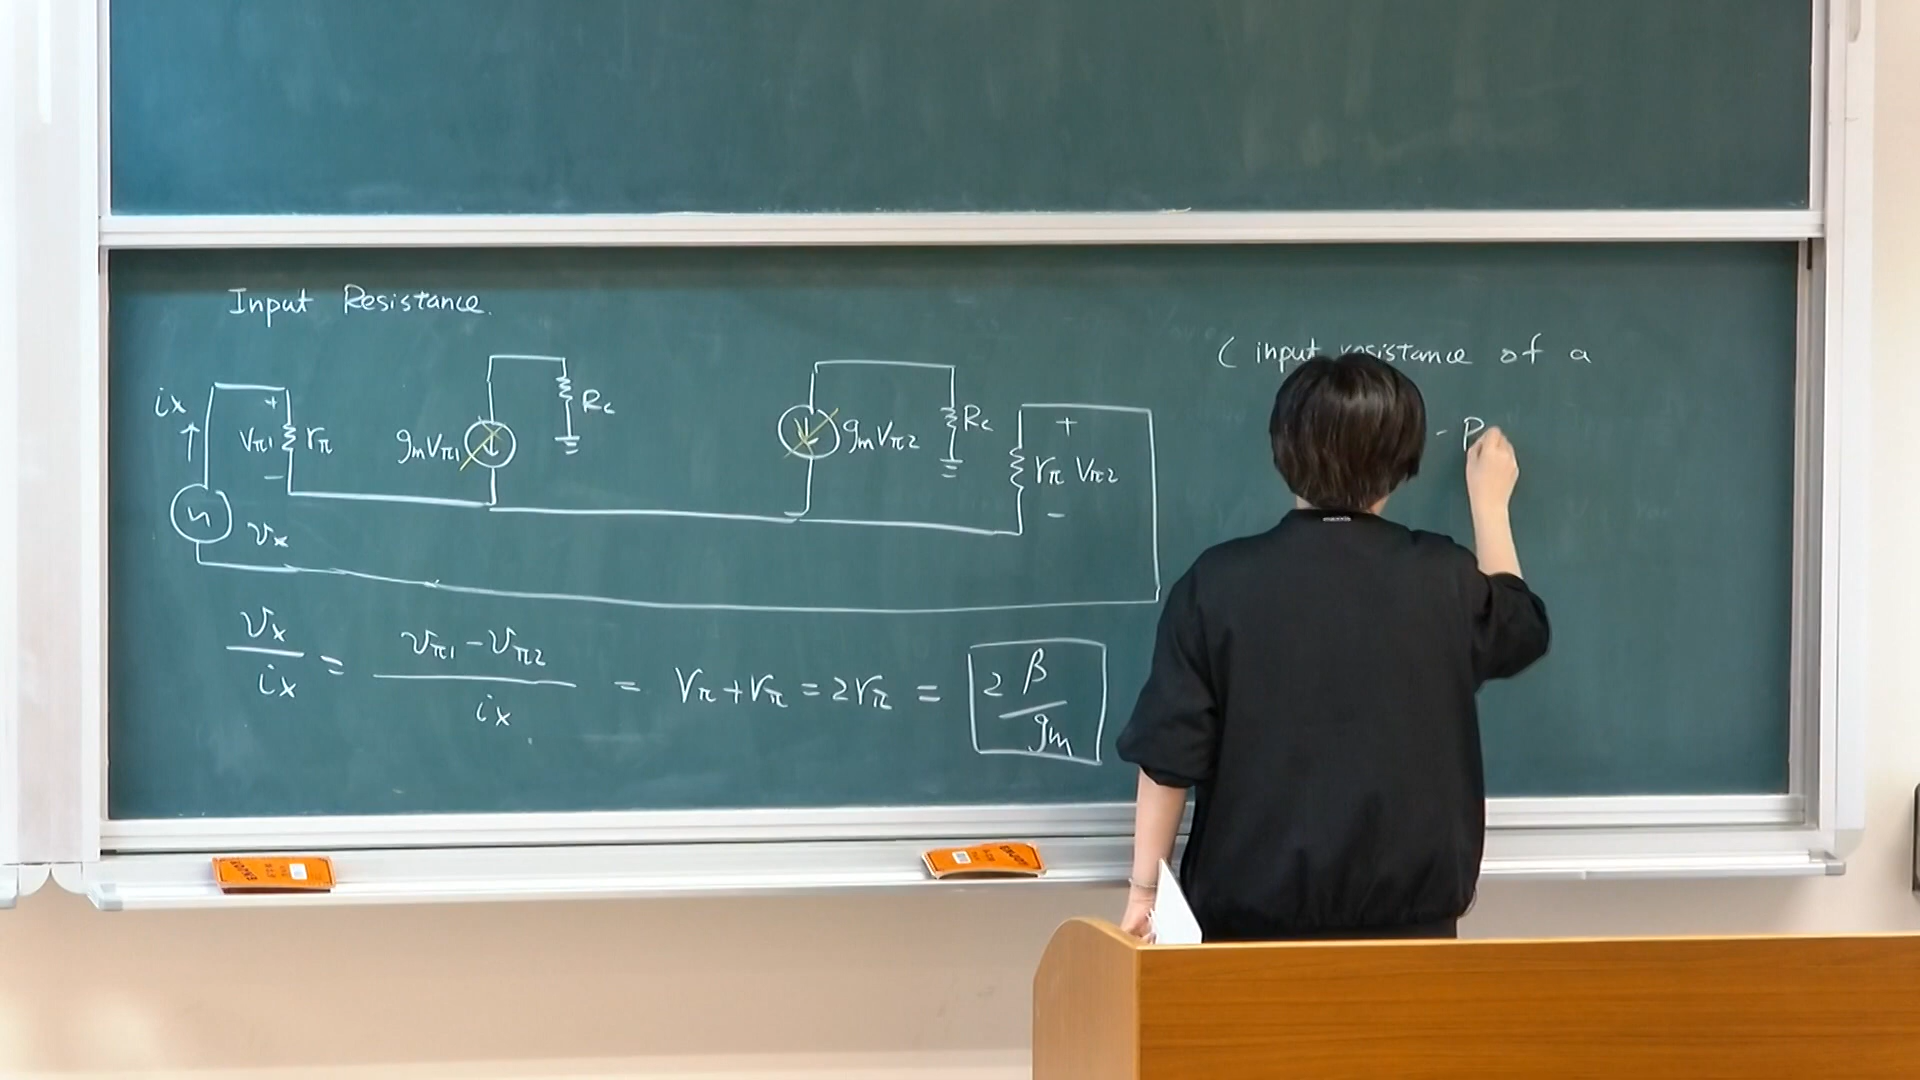 Input Resistance.
( input resistance of a
- P
ix
+
Vπ1
rπ
-
vx
gmVπ1
Rc
gmVπ2
Rc
+
rπ Vπ2
-
vx / ix = (vπ1 - vπ2) / ix = rπ + rπ = 2rπ = 2 β / gm